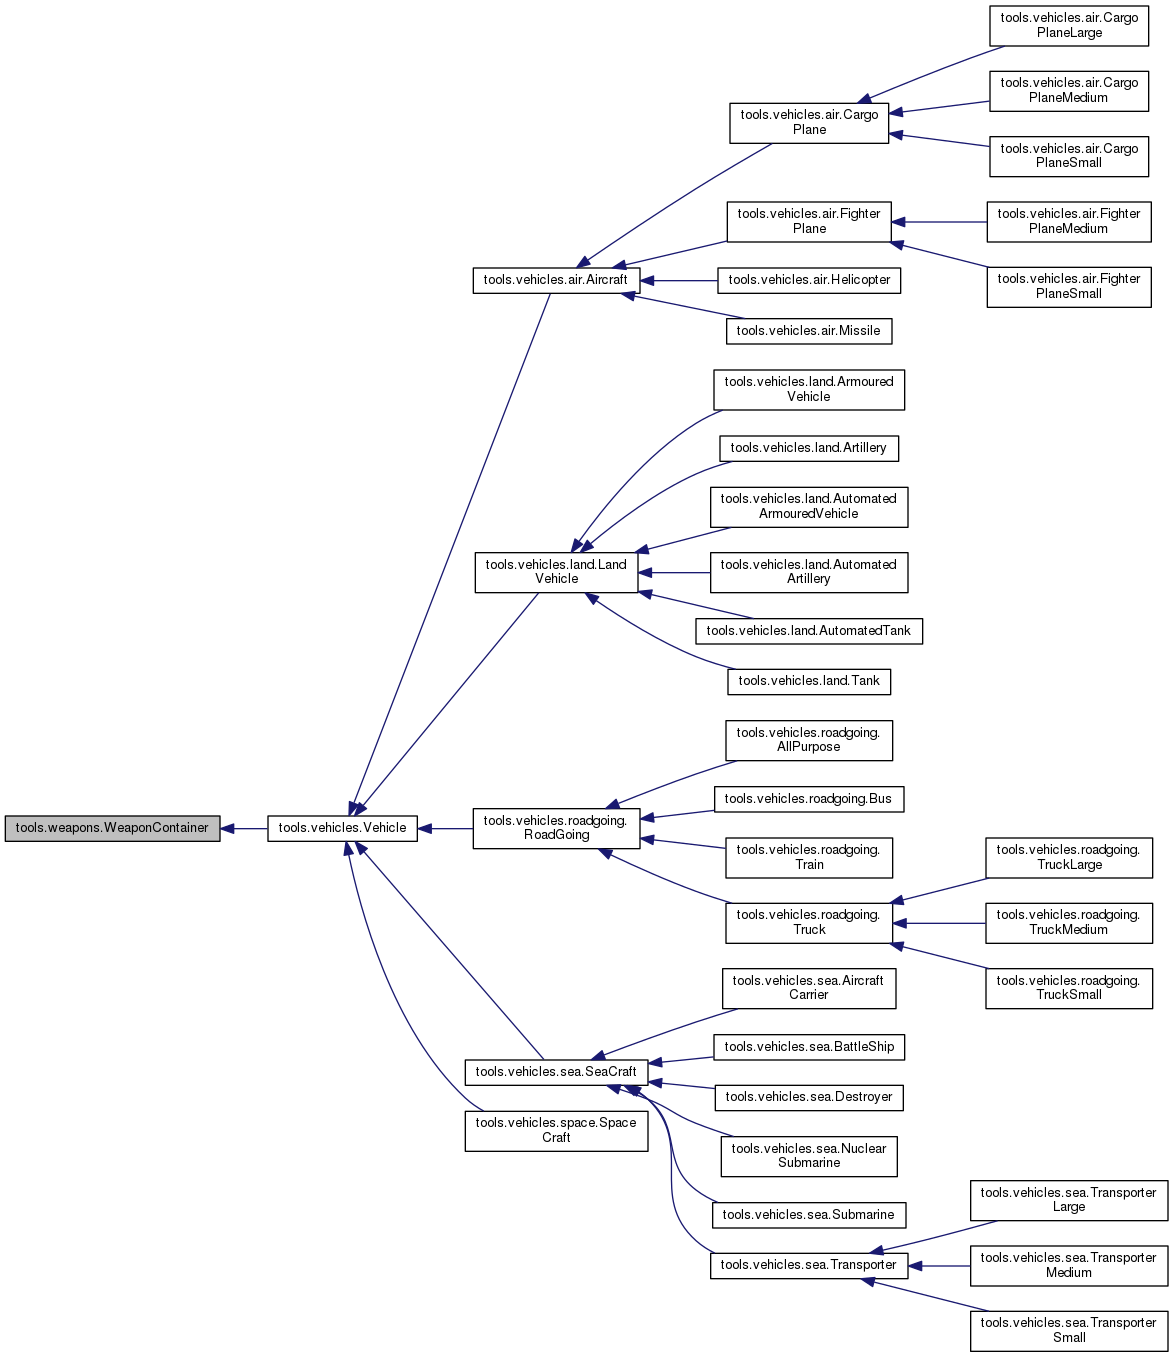 tools.vehicles.air.Cargo
PlaneLarge
tools.vehicles.air.Cargo
PlaneMedium
tools.vehicles.air.Cargo
Plane
tools.vehicles.air.Cargo
PlaneSmall
tools.vehicles.air.Fighter
Plane
tools.vehicles.air.Fighter
PlaneMedium
tools.vehicles.air.Aircraft
tools.vehicles.air.Helicopter
tools.vehicles.air.Fighter
PlaneSmall
tools.vehicles.air.Missile
tools.vehicles.land.Armoured
Vehicle
tools.vehicles.land.Artillery
tools.vehicles.land.Automated
ArmouredVehicle
tools.vehicles.land.Land
Vehicle
tools.vehicles.land.Automated
Artillery
tools.vehicles.land.AutomatedTank
tools.vehicles.land.Tank
tools.vehicles.roadgoing.
AllPurpose
tools.vehicles.roadgoing.Bus
tools.weapons.WeaponContainer
tools.vehicles.Vehicle
tools.vehicles.roadgoing.
RoadGoing
tools.vehicles.roadgoing.
Train
tools.vehicles.roadgoing.
TruckLarge
tools.vehicles.roadgoing.
Truck
tools.vehicles.roadgoing.
TruckMedium
tools.vehicles.roadgoing.
TruckSmall
tools.vehicles.sea.Aircraft
Carrier
tools.vehicles.sea.BattleShip
tools.vehicles.sea.SeaCraft
tools.vehicles.sea.Destroyer
tools.vehicles.space.Space
Craft
tools.vehicles.sea.Nuclear
Submarine
tools.vehicles.sea.Submarine
tools.vehicles.sea.Transporter
Large
tools.vehicles.sea.Transporter
tools.vehicles.sea.Transporter
Medium
tools.vehicles.sea.Transporter
Small